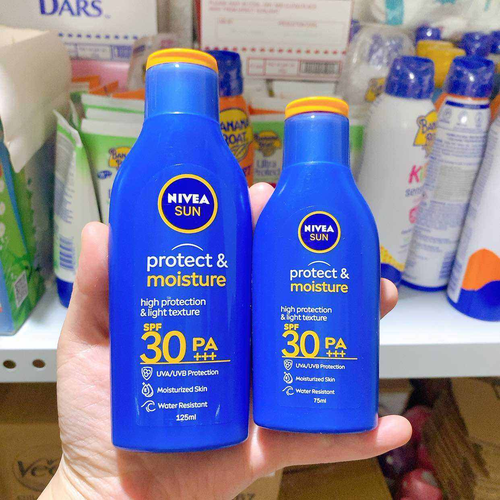 DARS
NIVEA
SUN
protect &
moisture
high protection
& light texture
SPF
30 PA
+++
UVA/UVB Protection
Moisturized Skin
Water Resistant
125ml
NIVEA
SUN
protect &
moisture
high protection
& light texture
SPF
30 PA
+++
UVA/UVB Protection
Moisturized Skin
Water Resistant
75ml
BANANA
BOAT
Ultra
Protect